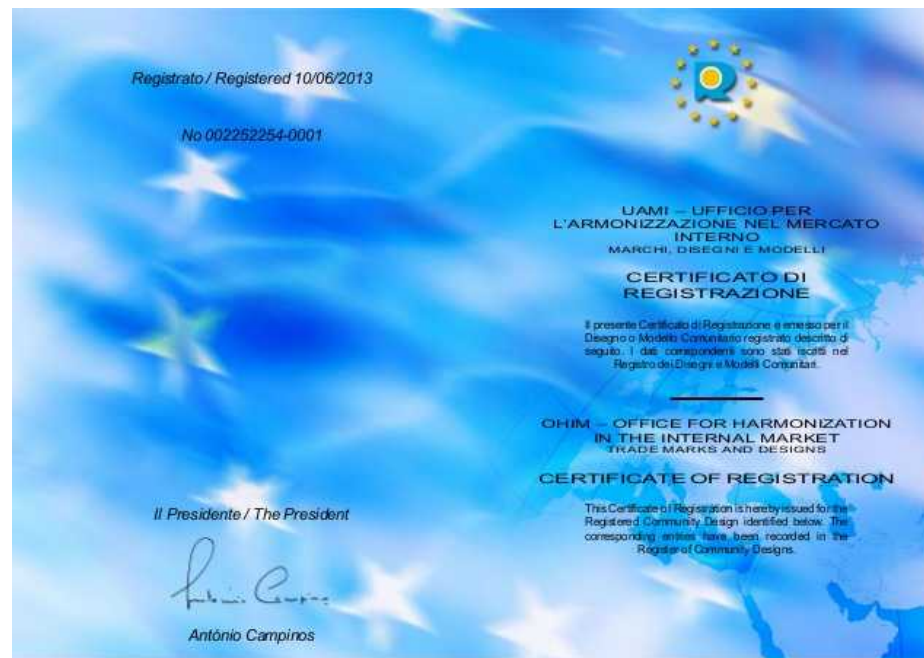 Registrato / Registered 10/06/2013
No 002252254-0001
Il Presidente / The President
António Campinos
UAMI – UFFICIO PER
L'ARMONIZZAZIONE NEL MERCATO
INTERNO
MARCHI, DISEGNI E MODELLI
CERTIFICATO DI
REGISTRAZIONE
Il presente Certificato di Registrazione è emesso per il
Disegno o Modello Comunitario registrato descritto di
seguito. I dati corrispondenti sono stati iscritti nel
Registro dei Disegni e Modelli Comunitari.
OHIM – OFFICE FOR HARMONIZATION
IN THE INTERNAL MARKET
TRADE MARKS AND DESIGNS
CERTIFICATE OF REGISTRATION
This Certificate of Registration is hereby issued for the
Registered Community Design identified below. The
corresponding entries have been recorded in the
Register of Community Designs.